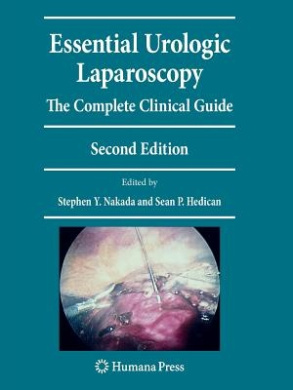 Essential Urologic
Laparoscopy
The Complete Clinical Guide
Second Edition
Edited by
Stephen Y. Nakada and Sean P. Hedican
Humana Press